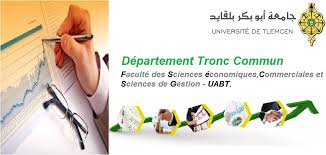 جامعة أبو بكر بلقايد
UNIVERSITÉ DE TLEMCEN
Département Tronc Commun
Faculté des Sciences économiques,Commerciales et
Sciences de Gestion - UABT.